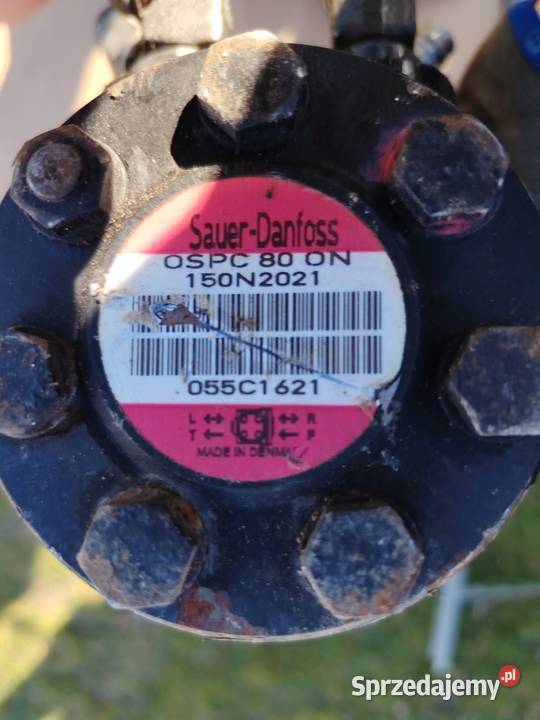 Sauer-Danfoss
OSPC 80 ON
150N2021
055C1621
L R
T P
MADE IN DENMARK
Sprzedajemy.pl